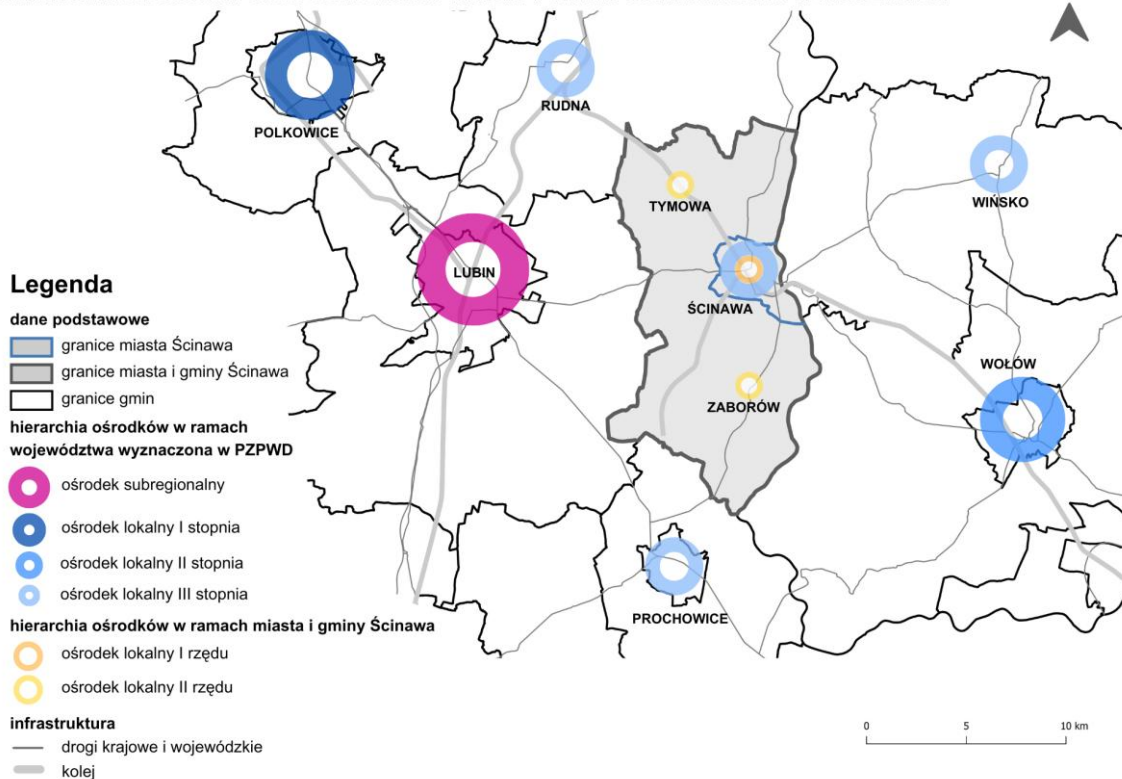 POLKOWICE
RUDNA
TYMOWA
WIŃSKO
LUBIN
ŚCINAWA
WOŁÓW
ZABORÓW
PROCHOWICE
Legenda
dane podstawowe
granice miasta Ścinawa
granice miasta i gminy Ścinawa
granice gmin
hierarchia ośrodków w ramach
województwa wyznaczona w PZPWD
ośrodek subregionalny
ośrodek lokalny I stopnia
ośrodek lokalny II stopnia
ośrodek lokalny III stopnia
hierarchia ośrodków w ramach miasta i gminy Ścinawa
ośrodek lokalny I rzędu
ośrodek lokalny II rzędu
infrastruktura
drogi krajowe i wojewódzkie
kolej
0 5 10 km